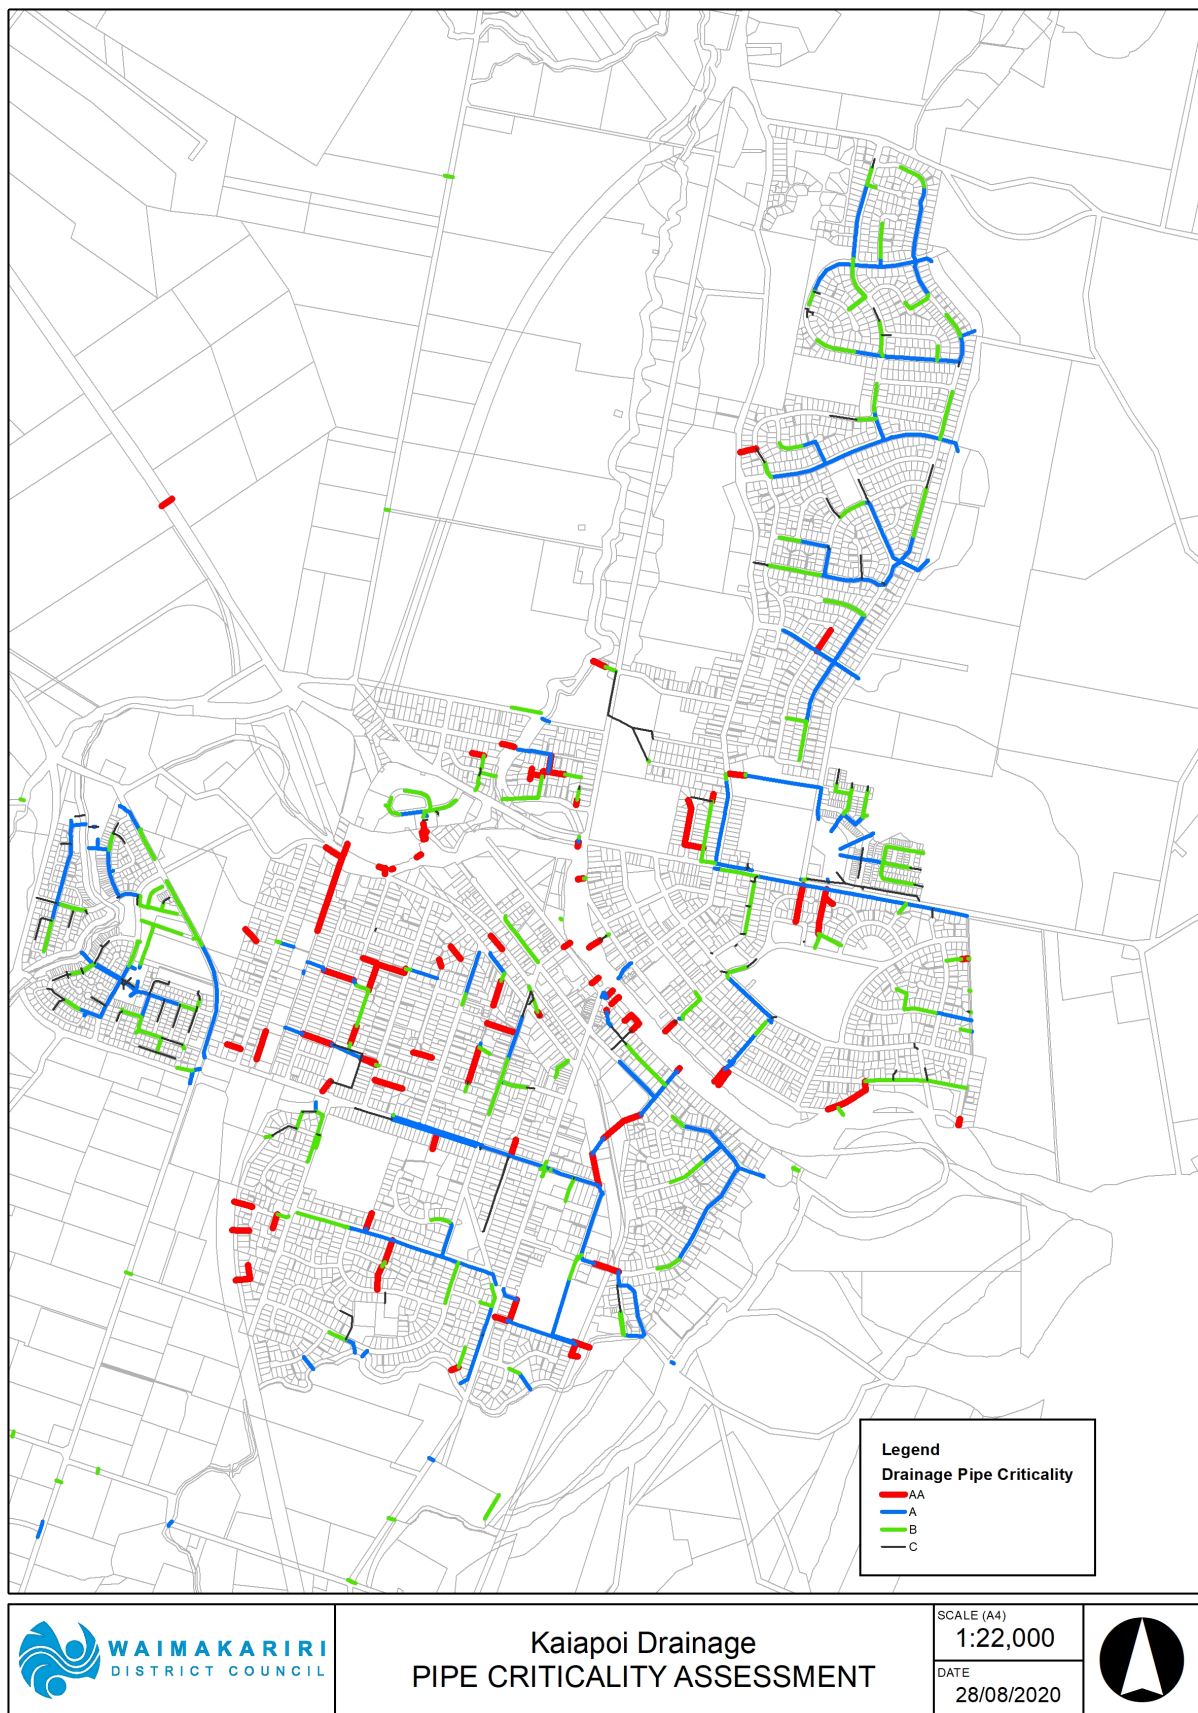 Legend
Drainage Pipe Criticality
AA
A
B
C
WAIMAKARIRI
DISTRICT COUNCIL
Kaiapoi Drainage
PIPE CRITICALITY ASSESSMENT
SCALE (A4)
1:22,000
DATE
28/08/2020